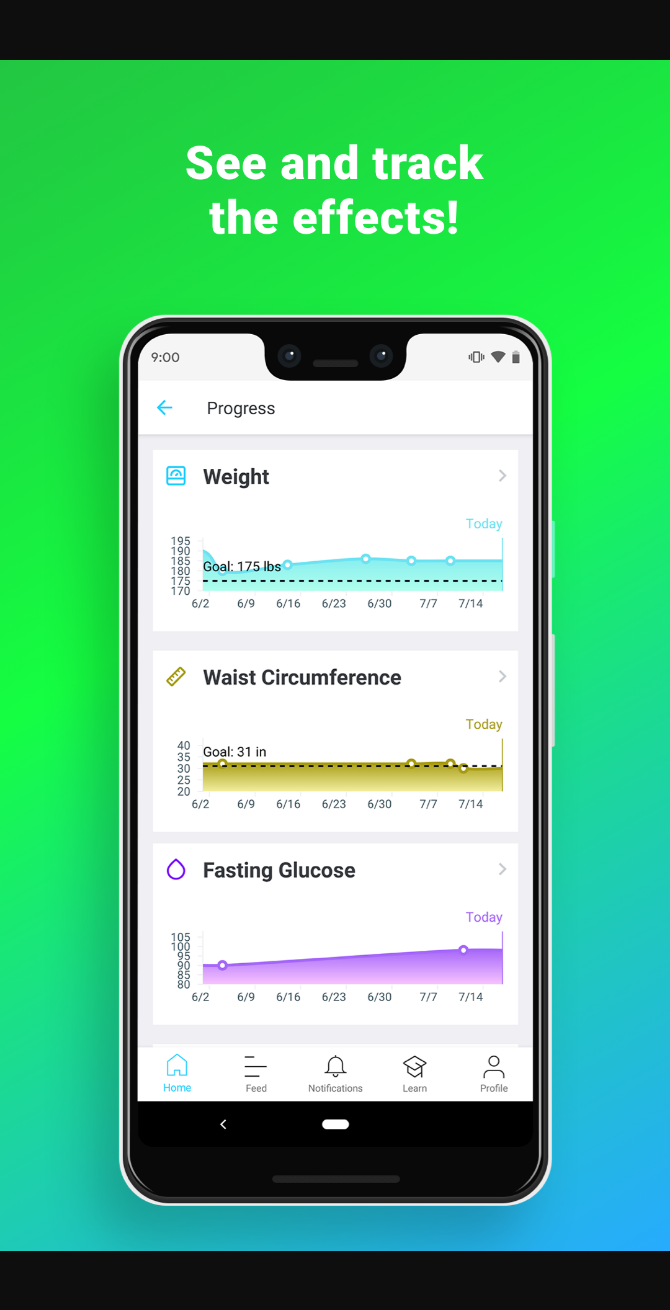 See and track
the effects!
9:00
Progress
Weight
Today
195
190
185
180
175
170
Goal: 175 lbs
6/2 6/9 6/16 6/23 6/30 7/7 7/14
Waist Circumference
Today
40
35
30
25
20
Goal: 31 in
6/2 6/9 6/16 6/23 6/30 7/7 7/14
Fasting Glucose
Today
105
100
95
90
85
80
6/2 6/9 6/16 6/23 6/30 7/7 7/14
Home Feed Notifications Learn Profile